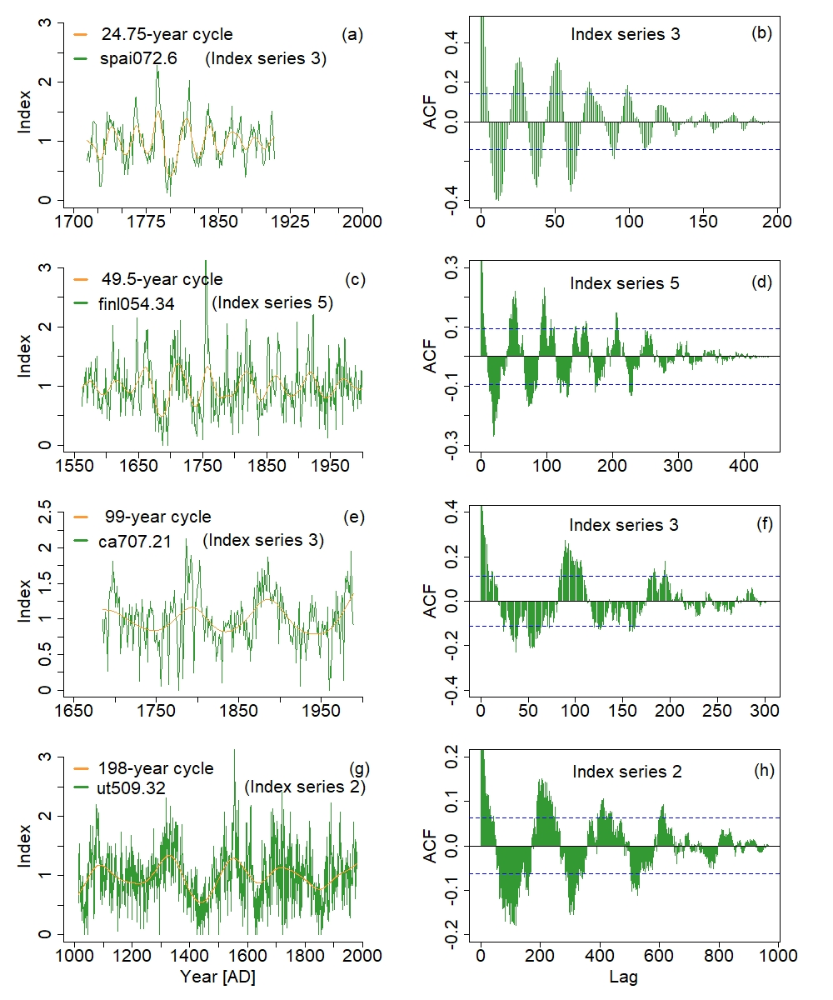 24.75-year cycle (a)
spai072.6 (Index series 3)
Index
0 1 2 3
1700 1775 1850 1925 2000
Index series 3 (b)
ACF
-0.4 0.0 0.2 0.4
0 50 100 150 200
49.5-year cycle (c)
finl054.34 (Index series 5)
Index
0 1 2 3
1550 1650 1750 1850 1950
Index series 5 (d)
ACF
-0.3 -0.1 0.1 0.3
0 100 200 300 400
99-year cycle (e)
ca707.21 (Index series 3)
Index
0 0.5 1 1.5 2 2.5
1650 1750 1850 1950
Index series 3 (f)
ACF
-0.4 -0.2 0.0 0.2 0.4
0 50 100 150 200 250 300
198-year cycle (g)
ut509.32 (Index series 2)
Index
0 1 2 3
1000 1200 1400 1600 1800 2000
Year [AD]
Index series 2 (h)
ACF
-0.2 -0.1 0.0 0.1 0.2
0 200 400 600 800 1000
Lag